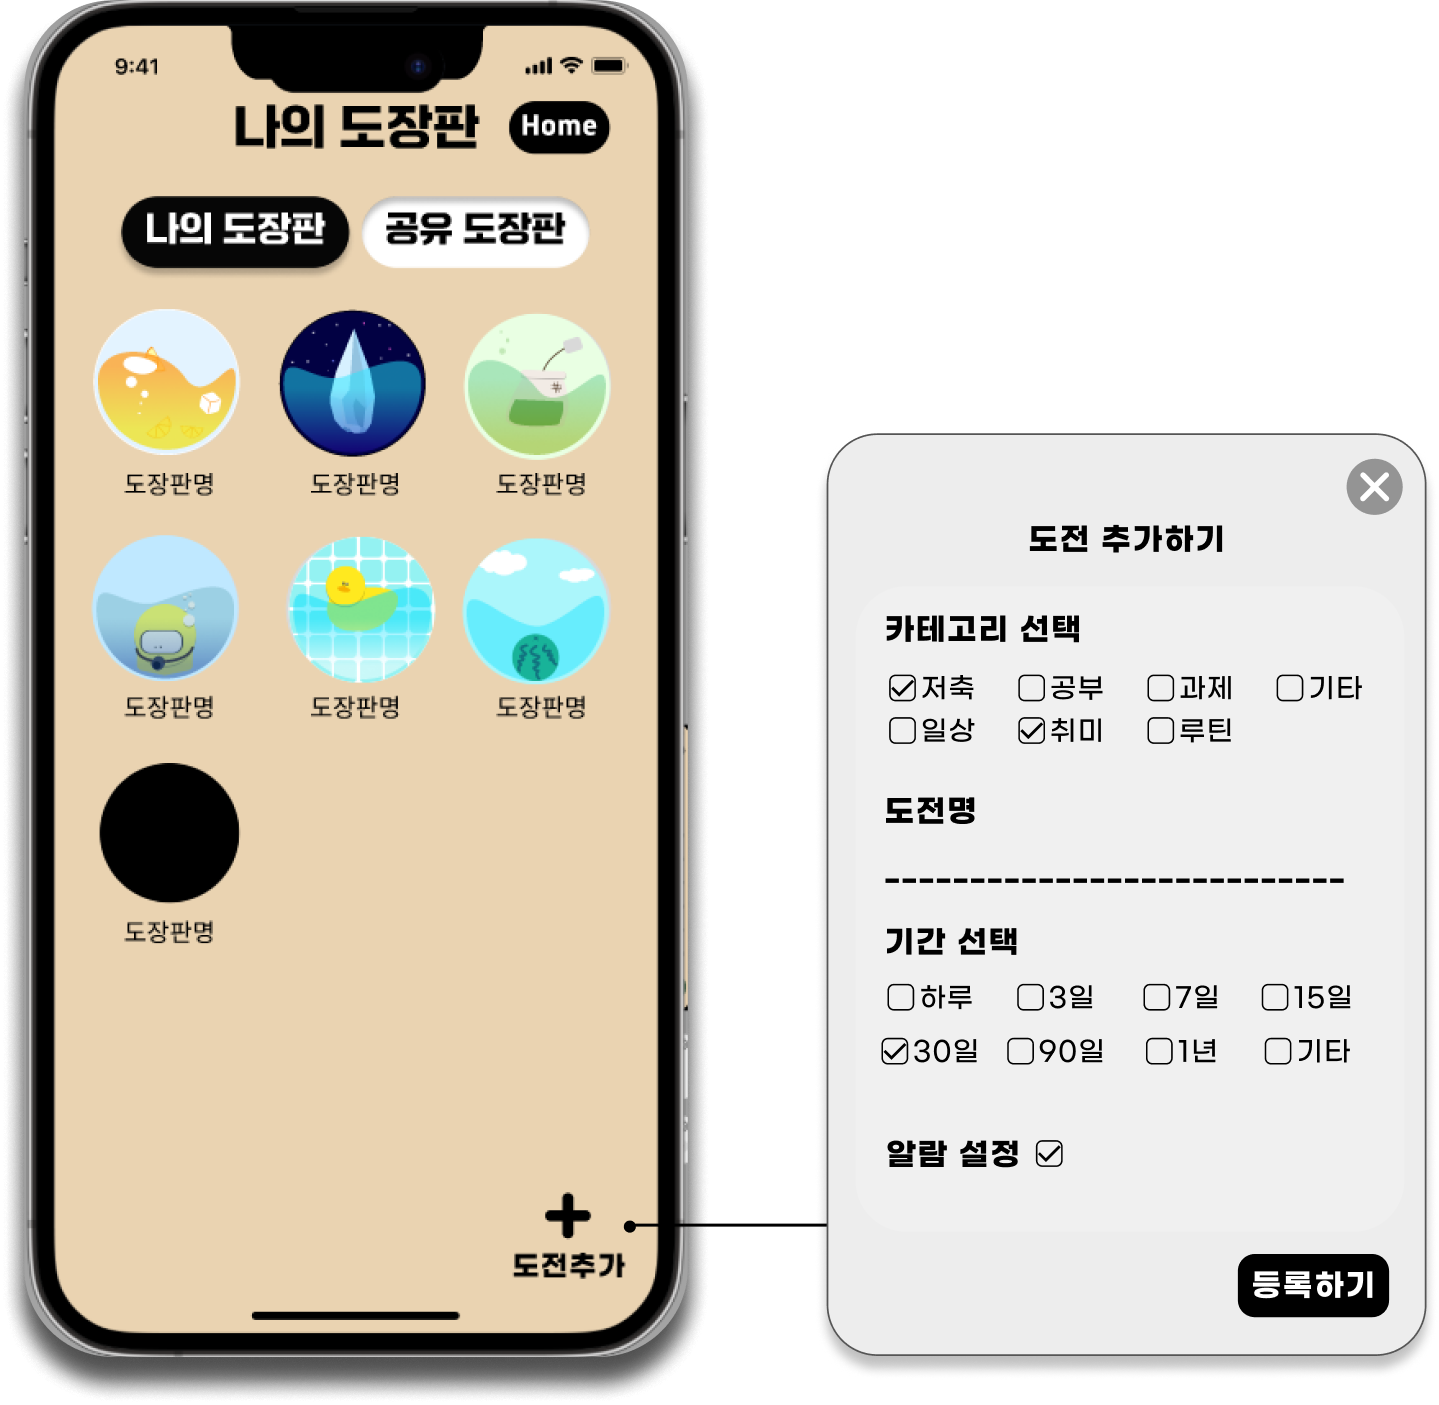 9:41
나의 도장판
Home
나의 도장판
공유 도장판
도장판명
도장판명
도장판명
도장판명
도장판명
도장판명
도장판명
도전추가
도전 추가하기
카테고리 선택
저축 공부 과제 기타
일상 취미 루틴
도전명
---------------------------
기간 선택
하루 3일 7일 15일
30일 90일 1년 기타
알람 설정
등록하기